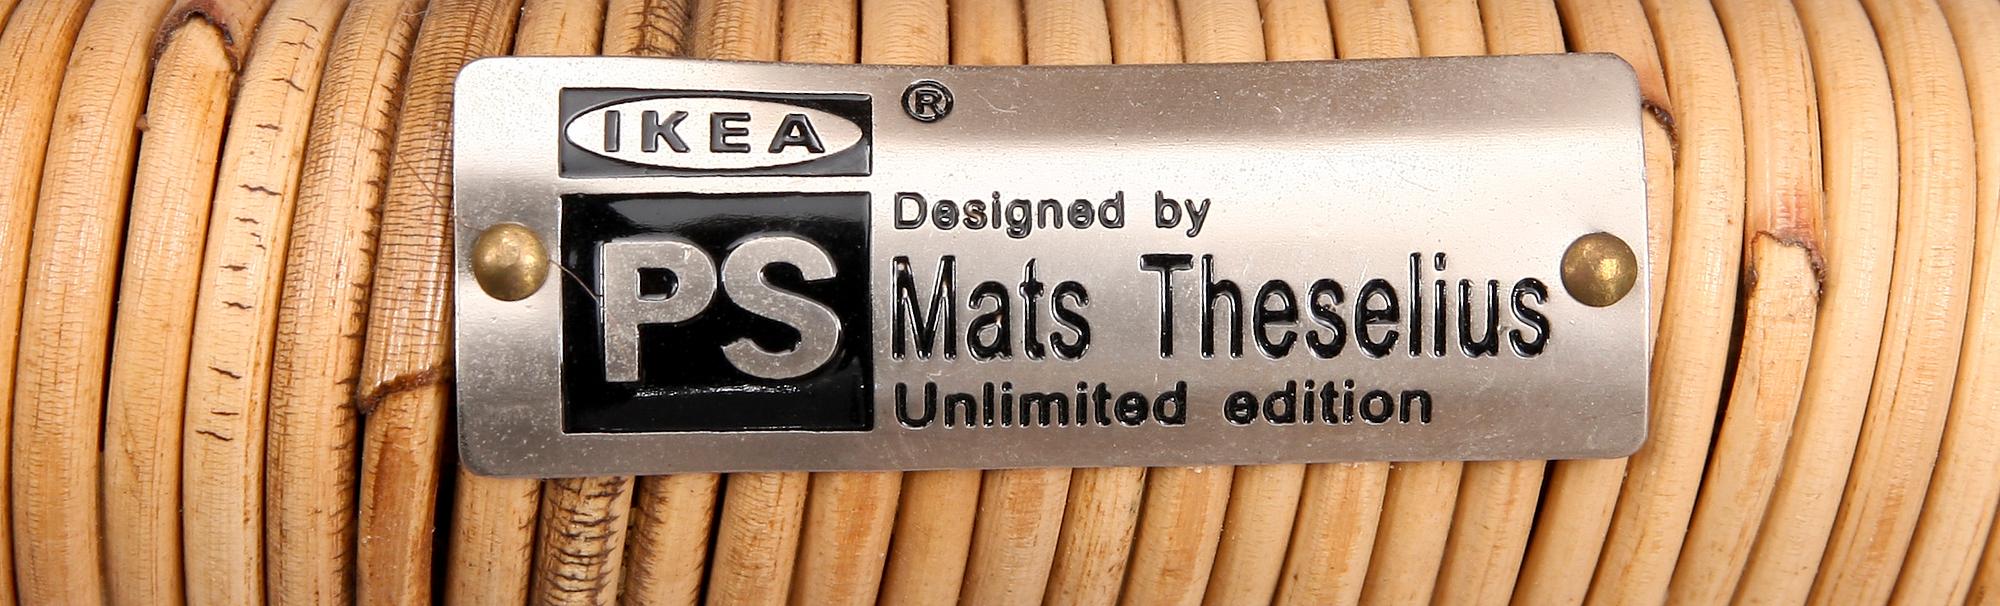 IKEA ®
PS
Designed by
Mats Theselius
Unlimited edition